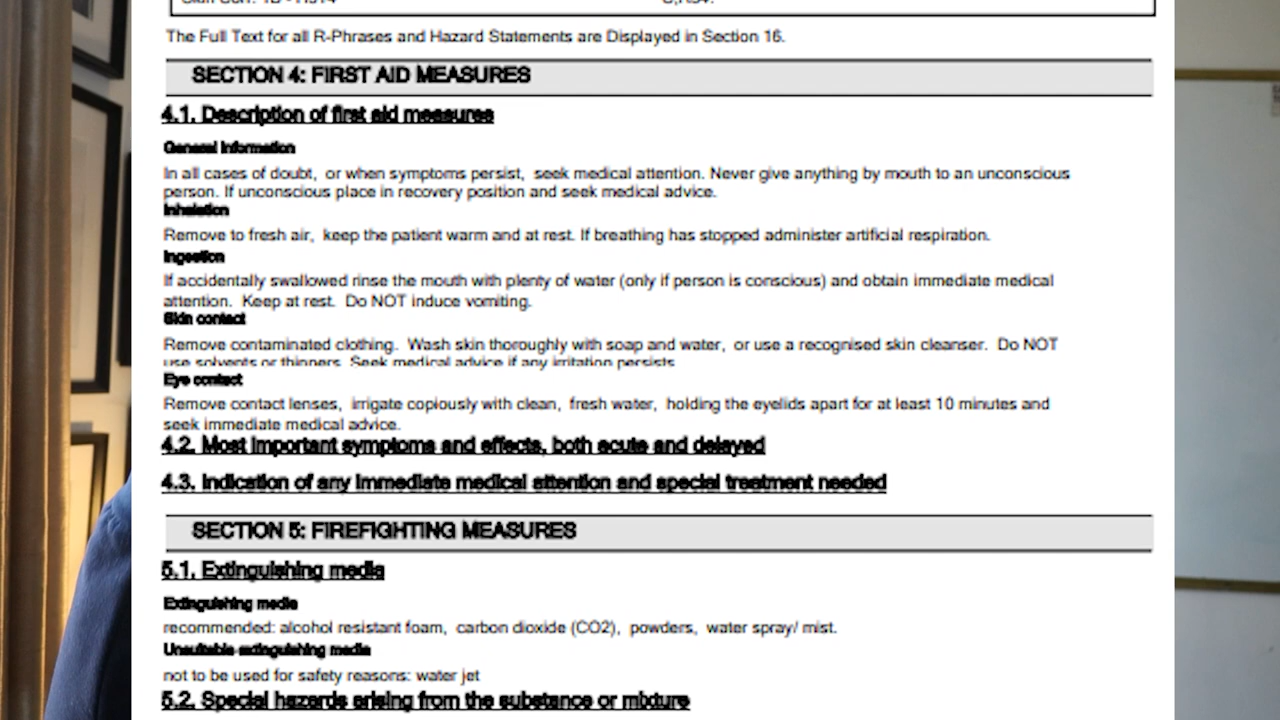 The Full Text for all R-Phrases and Hazard Statements are Displayed in Section 16.
SECTION 4: FIRST AID MEASURES
4.1. Description of first aid measures
General information
In all cases of doubt, or when symptoms persist, seek medical attention. Never give anything by mouth to an unconscious
person. If unconscious place in recovery position and seek medical advice.
Inhalation
Remove to fresh air, keep the patient warm and at rest. If breathing has stopped administer artificial respiration.
Ingestion
If accidentally swallowed rinse the mouth with plenty of water (only if person is conscious) and obtain immediate medical
attention. Keep at rest. Do NOT induce vomiting.
Skin contact
Remove contaminated clothing. Wash skin thoroughly with soap and water, or use a recognised skin cleanser. Do NOT
use solvents or thinners. Seek medical advice if any irritation persists
Eye contact
Remove contact lenses, irrigate copiously with clean, fresh water, holding the eyelids apart for at least 10 minutes and
seek immediate medical advice.
4.2. Most important symptoms and effects, both acute and delayed
4.3. Indication of any immediate medical attention and special treatment needed
SECTION 5: FIREFIGHTING MEASURES
5.1. Extinguishing media
Extinguishing media
recommended: alcohol resistant foam, carbon dioxide (CO2), powders, water spray/ mist.
Unsuitable extinguishing media
not to be used for safety reasons: water jet
5.2. Special hazards arising from the substance or mixture